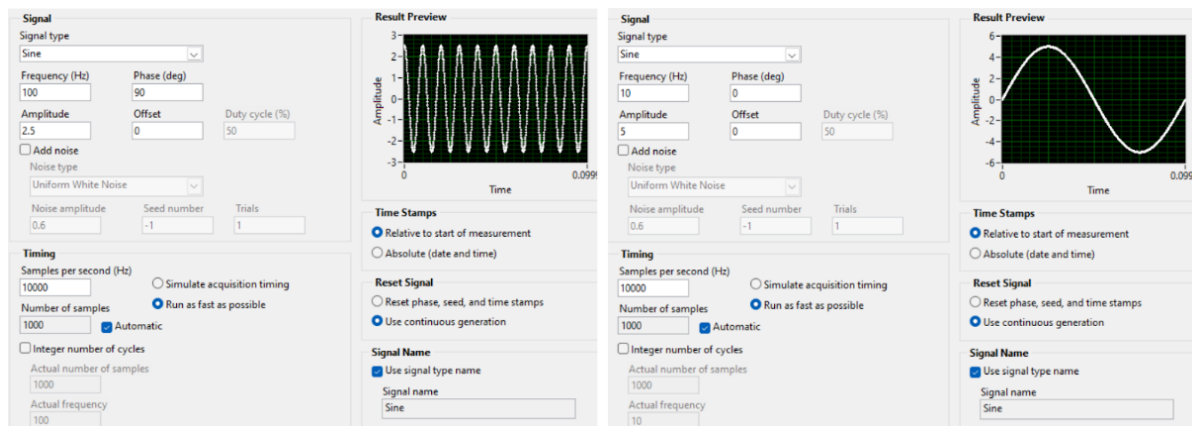 Signal
Signal type
Sine
Frequency (Hz) Phase (deg)
100 90
Amplitude Offset Duty cycle (%)
2.5 0 50
Add noise
Noise type
Uniform White Noise
Noise amplitude Seed number Trials
0.6 -1 1
Timing
Samples per second (Hz)
10000
Simulate acquisition timing
Run as fast as possible
Number of samples
1000 Automatic
Integer number of cycles
Actual number of samples
1000
Actual frequency
100
Result Preview
Amplitude
3
2
1
0
-1
-2
-3
0 0.099
Time
Time Stamps
Relative to start of measurement
Absolute (date and time)
Reset Signal
Reset phase, seed, and time stamps
Use continuous generation
Signal Name
Use signal type name
Signal name
Sine
Signal
Signal type
Sine
Frequency (Hz) Phase (deg)
10 0
Amplitude Offset Duty cycle (%)
5 0 50
Add noise
Noise type
Uniform White Noise
Noise amplitude Seed number Trials
0.6 -1 1
Timing
Samples per second (Hz)
10000
Simulate acquisition timing
Run as fast as possible
Number of samples
1000 Automatic
Integer number of cycles
Actual number of samples
1000
Actual frequency
10
Result Preview
Amplitude
6
4
2
0
-2
-4
-6
0 0.099
Time
Time Stamps
Relative to start of measurement
Absolute (date and time)
Reset Signal
Reset phase, seed, and time stamps
Use continuous generation
Signal Name
Use signal type name
Signal name
Sine